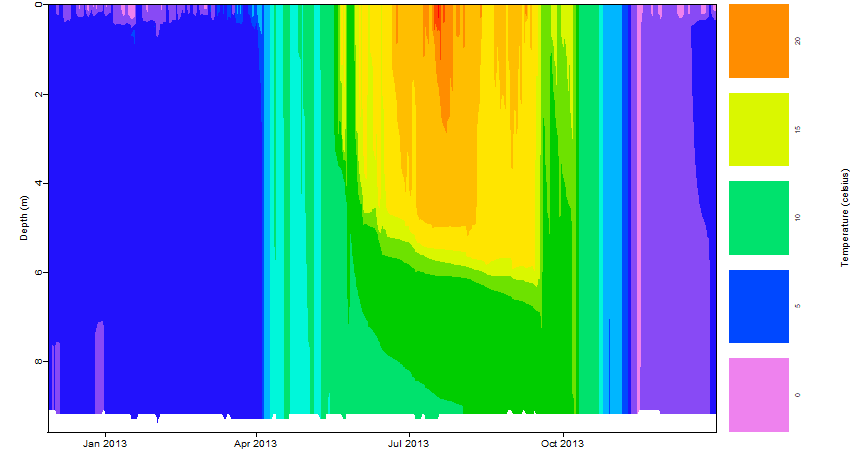 0
2
4
6
8
Depth (m)
Jan 2013
Apr 2013
Jul 2013
Oct 2013
20
15
10
5
0
Temperature (celsius)